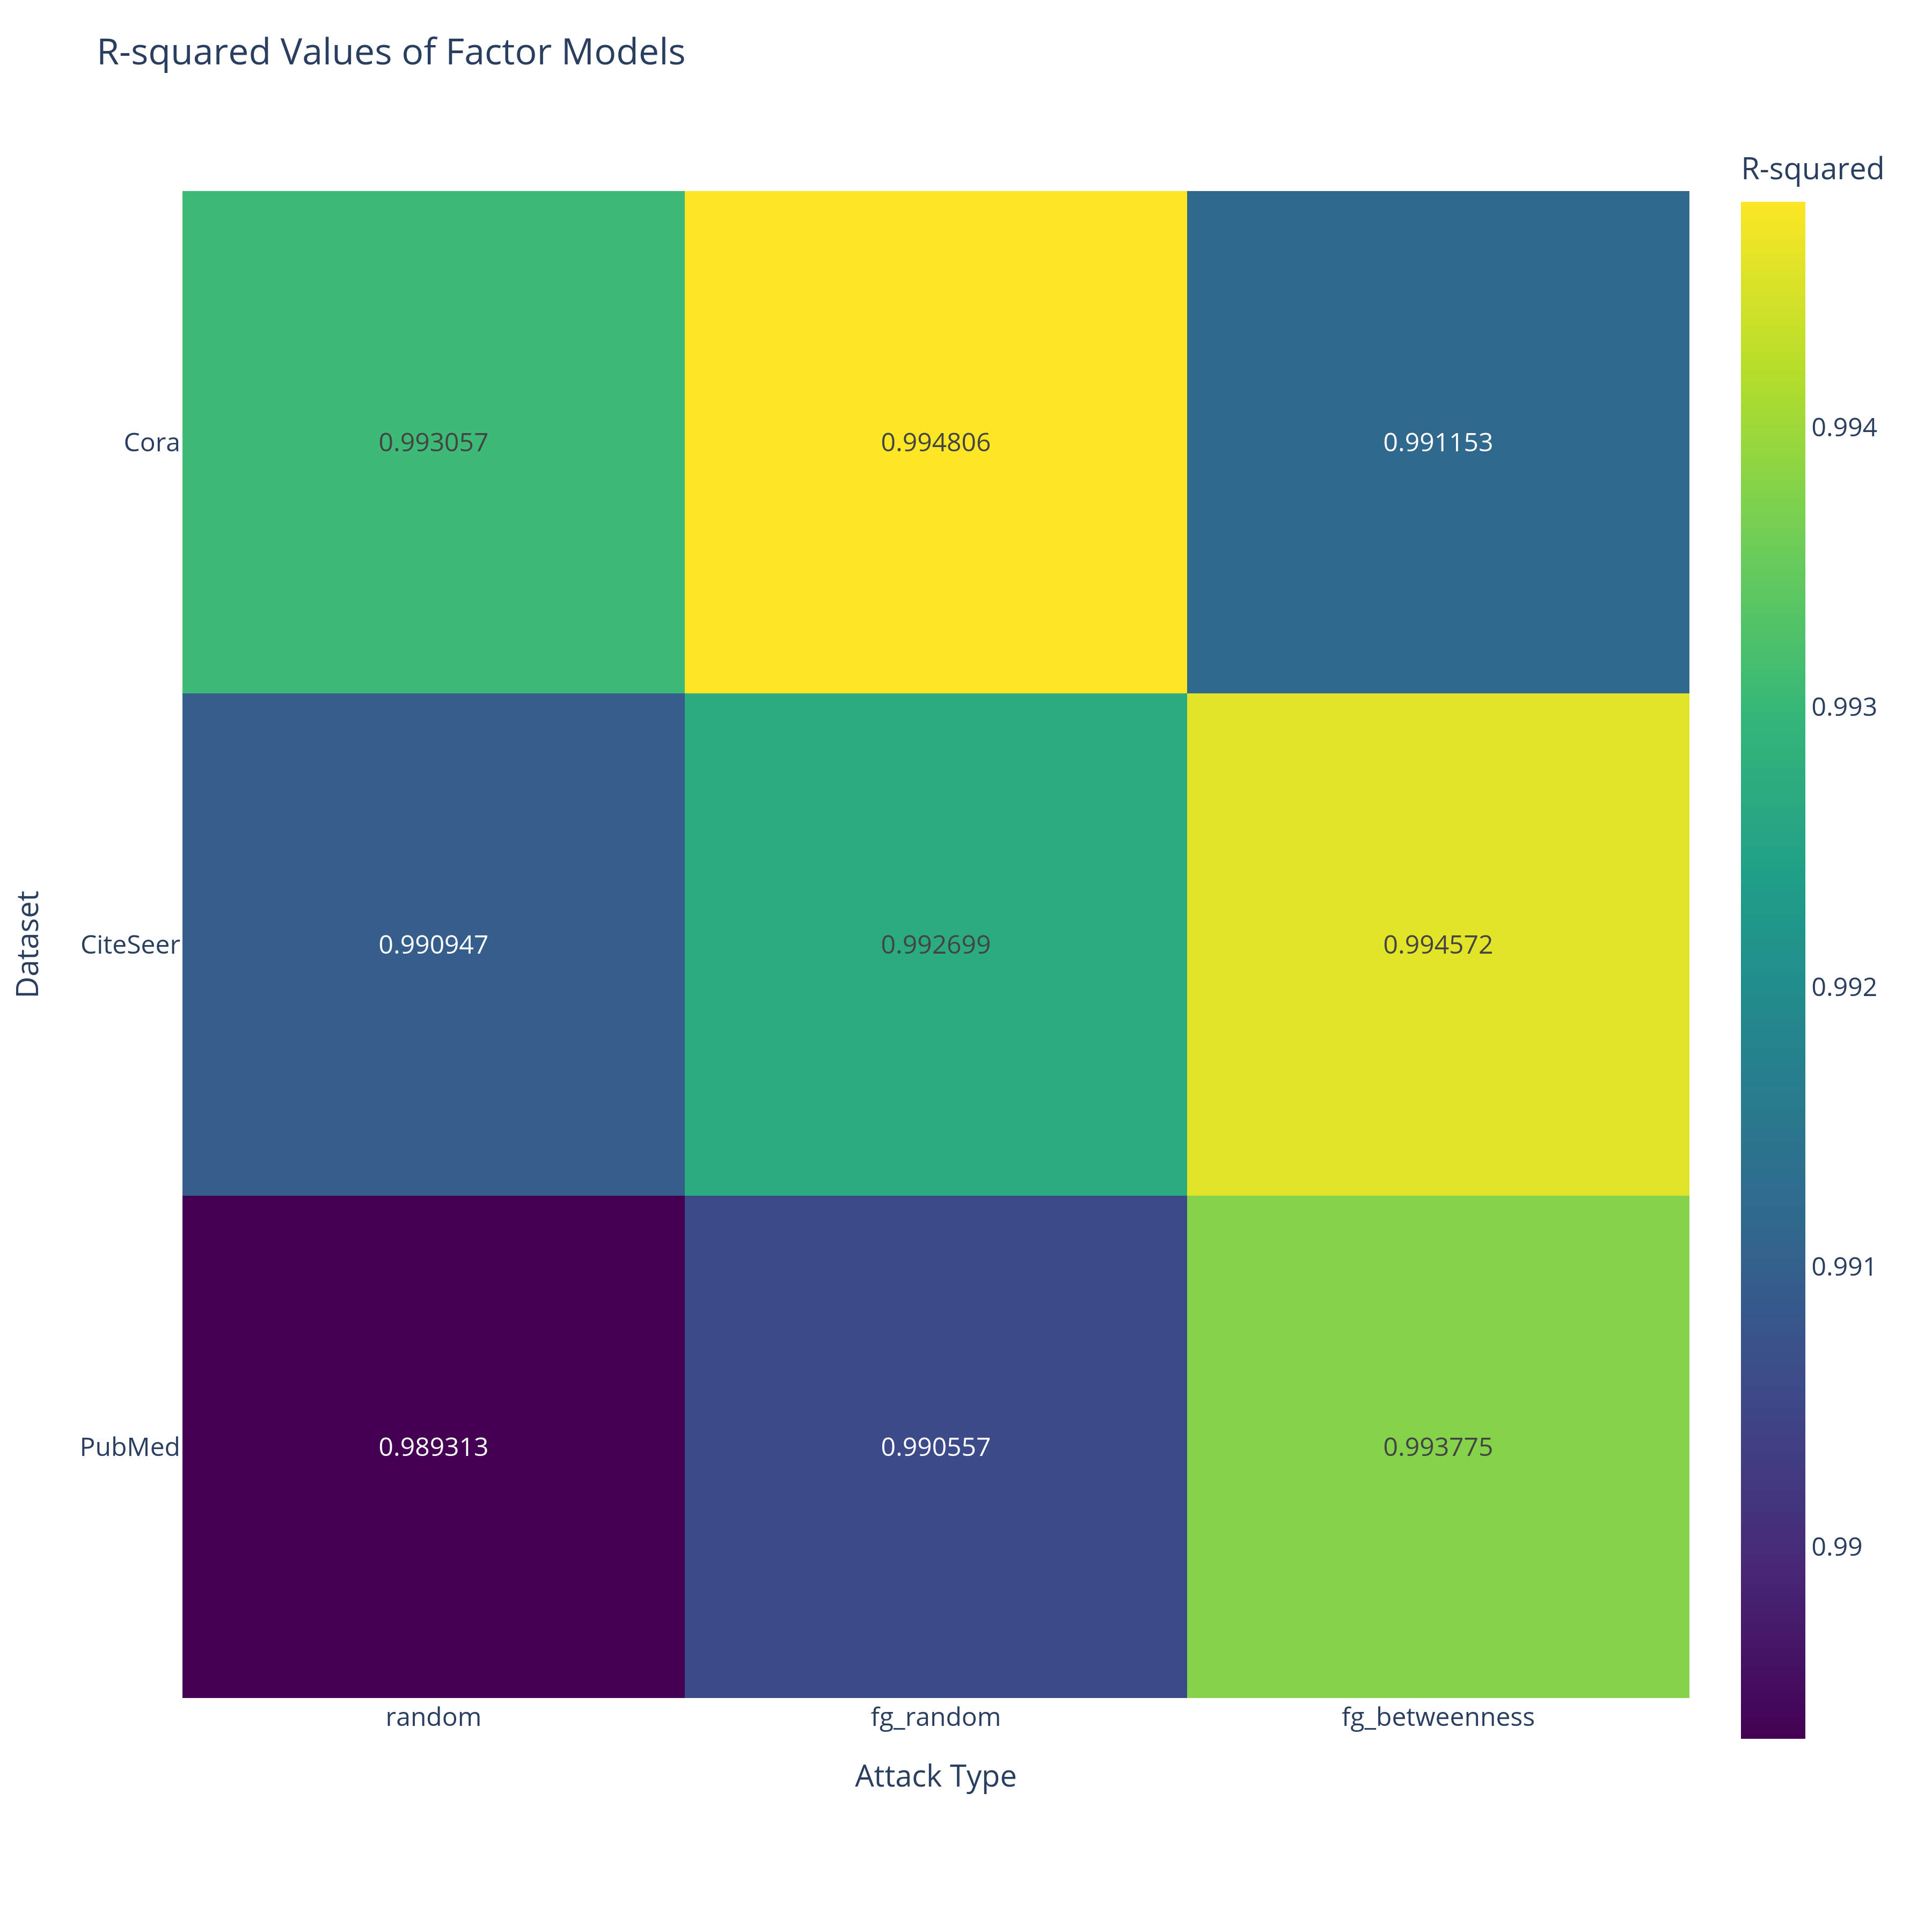 R-squared Values of Factor Models
R-squared
Cora
0.993057
0.994806
0.991153
CiteSeer
0.990947
0.992699
0.994572
PubMed
0.989313
0.990557
0.993775
random
fg_random
fg_betweenness
Attack Type
Dataset
0.994
0.993
0.992
0.991
0.99